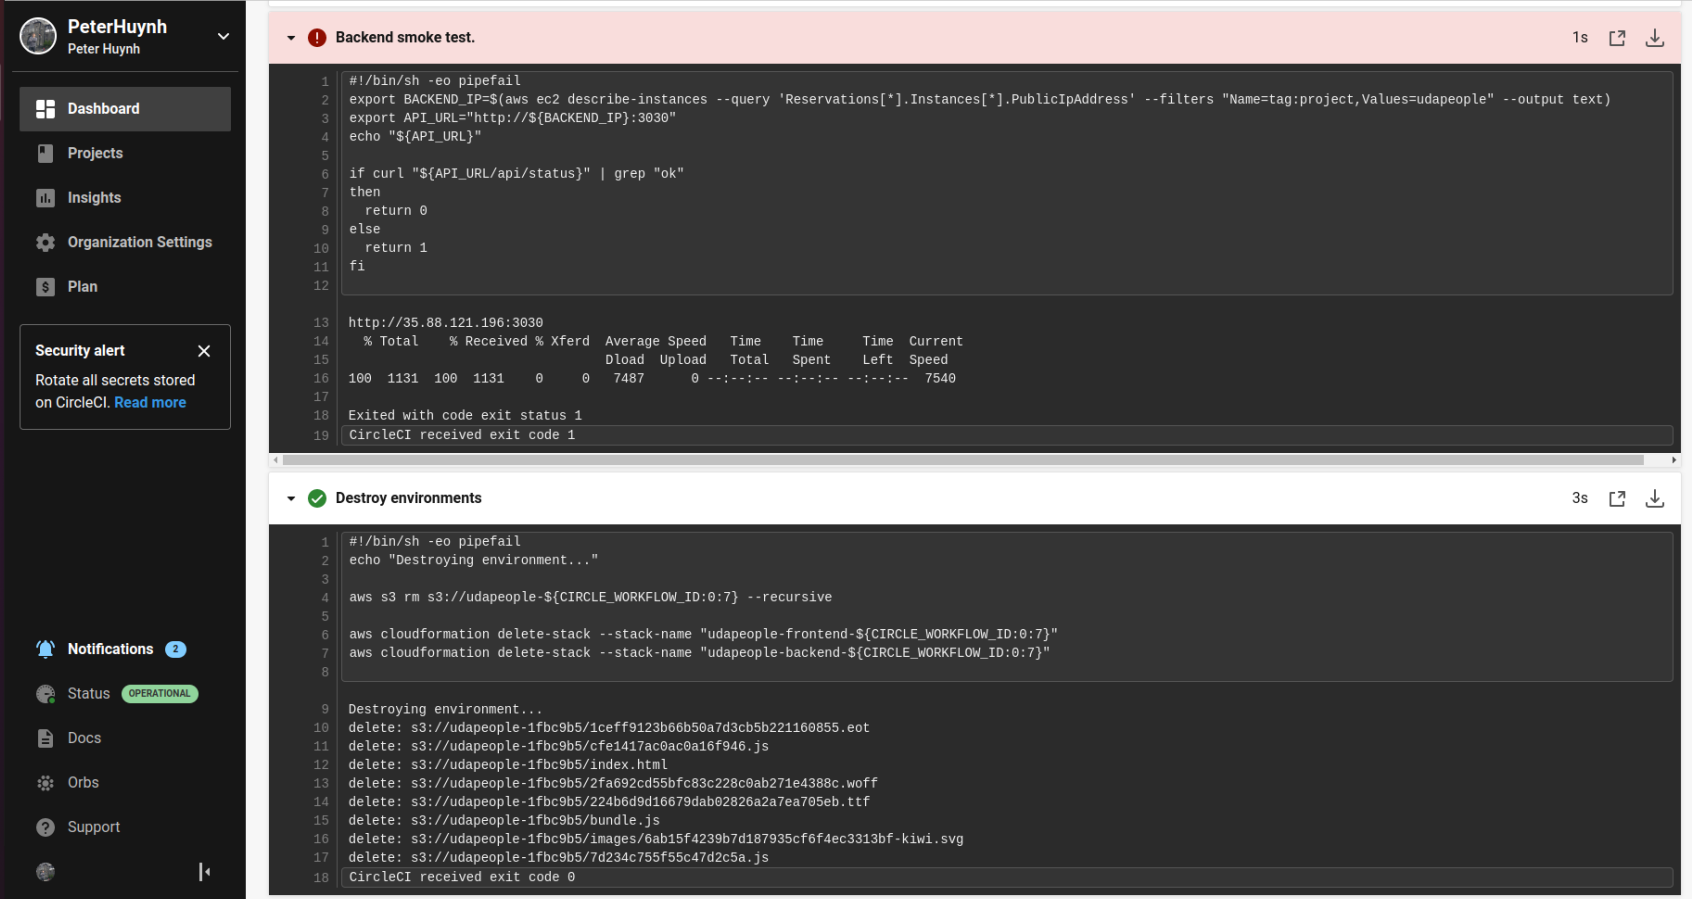 PeterHuynh
Peter Huynh
Dashboard
Projects
Insights
Organization Settings
Plan
Security alert
Rotate all secrets stored
on CircleCI. Read more
Notifications 2
Status OPERATIONAL
Docs
Orbs
Support
Backend smoke test. 1s
1 #!/bin/sh -eo pipefail
2 export BACKEND_IP=$(aws ec2 describe-instances --query 'Reservations[*].Instances[*].PublicIpAddress' --filters "Name=tag:project,Values=udapeople" --output text)
3 export API_URL="http://${BACKEND_IP}:3030"
4 echo "${API_URL}"
5
6 if curl "${API_URL/api/status}" | grep "ok"
7 then
8   return 0
9 else
10   return 1
11 fi
12
13 http://35.88.121.196:3030
14   % Total    % Received % Xferd  Average Speed   Time    Time     Time  Current
15                                  Dload  Upload   Total   Spent    Left  Speed
16 100  1131  100  1131    0     0   7487      0 --:--:-- --:--:-- --:--:--  7540
17
18 Exited with code exit status 1
19 CircleCI received exit code 1
Destroy environments 3s
1 #!/bin/sh -eo pipefail
2 echo "Destroying environment..."
3
4 aws s3 rm s3://udapeople-${CIRCLE_WORKFLOW_ID:0:7} --recursive
5
6 aws cloudformation delete-stack --stack-name "udapeople-frontend-${CIRCLE_WORKFLOW_ID:0:7}"
7 aws cloudformation delete-stack --stack-name "udapeople-backend-${CIRCLE_WORKFLOW_ID:0:7}"
8
9 Destroying environment...
10 delete: s3://udapeople-1fbc9b5/1ceff9123b66b50a7d3cb5b221160855.eot
11 delete: s3://udapeople-1fbc9b5/cfe1417ac0ac0a16f946.js
12 delete: s3://udapeople-1fbc9b5/index.html
13 delete: s3://udapeople-1fbc9b5/2fa692cd55bfc83c228c0ab271e4388c.woff
14 delete: s3://udapeople-1fbc9b5/224b6d9d16679dab02826a2a7ea705eb.ttf
15 delete: s3://udapeople-1fbc9b5/bundle.js
16 delete: s3://udapeople-1fbc9b5/images/6ab15f4239b7d187935cf6f4ec3313bf-kiwi.svg
17 delete: s3://udapeople-1fbc9b5/7d234c755f55c47d2c5a.js
18 CircleCI received exit code 0